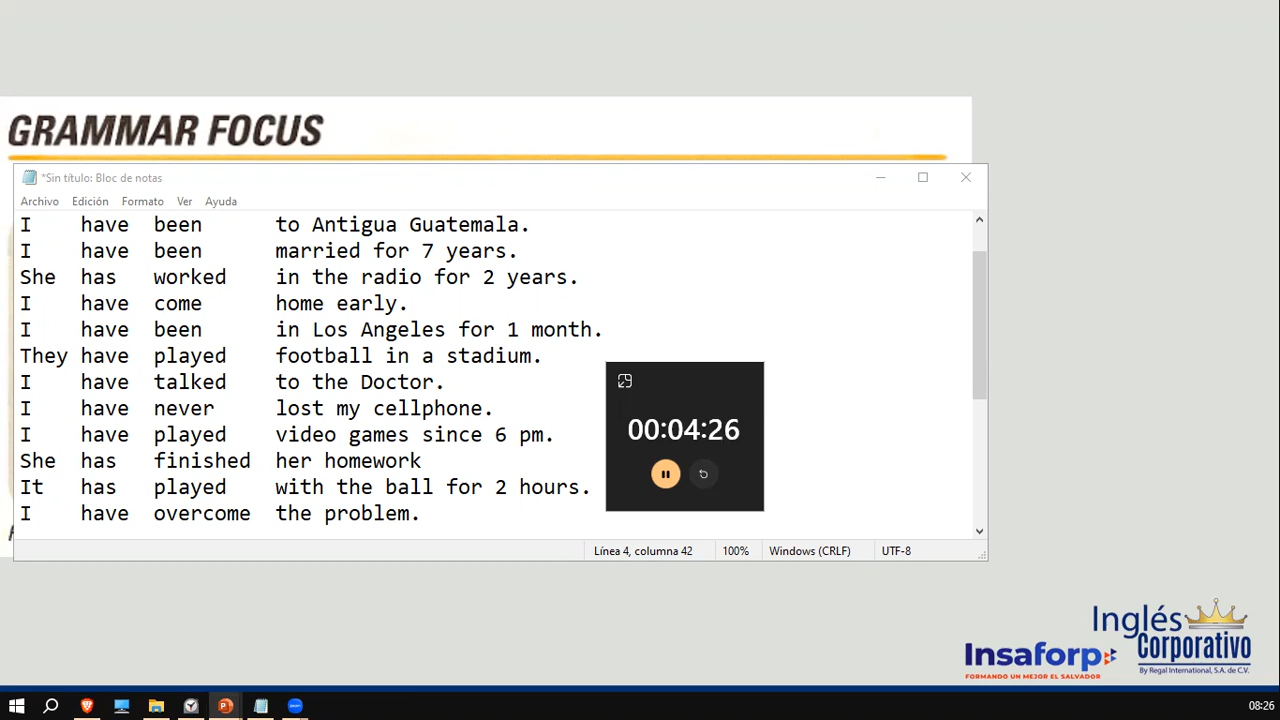 GRAMMAR FOCUS
*Sin título: Bloc de notas
Archivo Edición Formato Ver Ayuda
I have been to Antigua Guatemala.
I have been married for 7 years.
She has worked in the radio for 2 years.
I have come home early.
I have been in Los Angeles for 1 month.
They have played football in a stadium.
I have talked to the Doctor.
I have never lost my cellphone.
I have played video games since 6 pm.
She has finished her homework
It has played with the ball for 2 hours.
I have overcome the problem.
00:04:26
Línea 4, columna 42 100% Windows (CRLF) UTF-8
Inglés
Corporativo
By Regal International, S.A. de C.V.
Insaforp
FORMANDO UN MEJOR EL SALVADOR
08:26